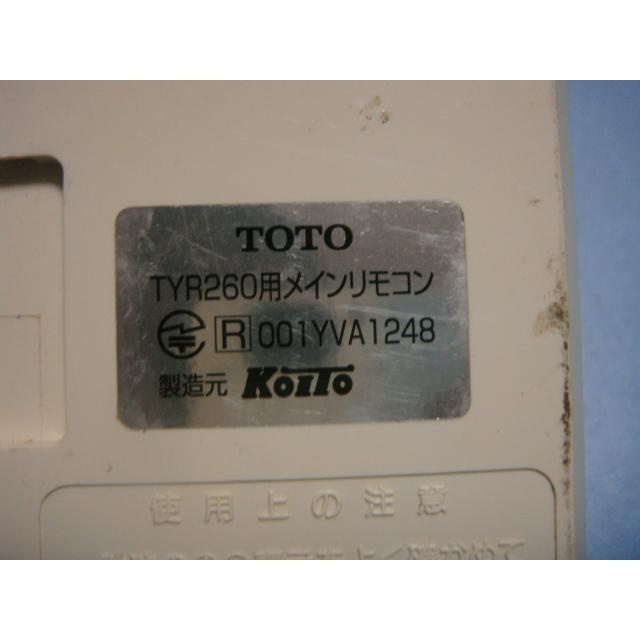 TOTO
TYR260用メインリモコン
R 001YVA1248
製造元 KoiTo
使用上の注意